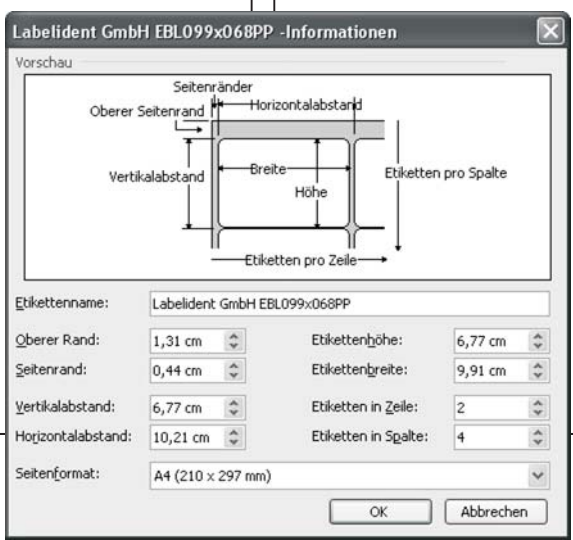 Labelident GmbH EBL099x068PP -Informationen
Vorschau
Seitenränder
Oberer Seitenrand
Horizontalabstand
Vertikalabstand
Breite
Höhe
Etiketten pro Spalte
Etiketten pro Zeile
Etikettenname: Labelident GmbH EBL099x068PP
Oberer Rand: 1,31 cm Etikettenhöhe: 6,77 cm
Seitenrand: 0,44 cm Etikettenbreite: 9,91 cm
Vertikalabstand: 6,77 cm Etiketten in Zeile: 2
Horizontalabstand: 10,21 cm Etiketten in Spalte: 4
Seitenformat: A4 (210 x 297 mm)
OK Abbrechen